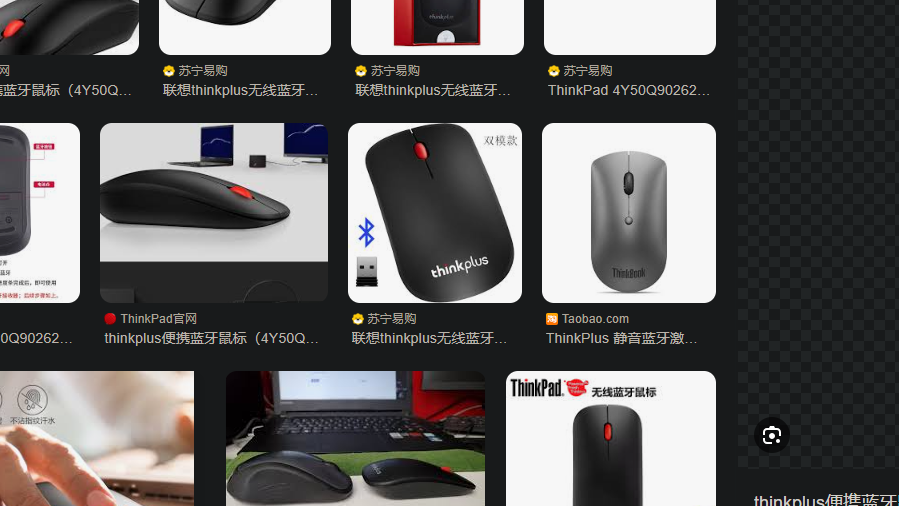 网
苏宁易购
苏宁易购
苏宁易购
携蓝牙鼠标（4Y50Q...
联想thinkplus无线蓝牙...
联想thinkplus无线蓝牙...
ThinkPad 4Y50Q90262...
双模款
thinkplus
ThinkBook
ThinkPad官网
苏宁易购
Taobao.com
0Q90262...
thinkplus便携蓝牙鼠标（4Y50Q...
联想thinkplus无线蓝牙...
ThinkPlus 静音蓝牙激...
不沾指纹汗水
ThinkPad
无线蓝牙鼠标
thinkplus便携蓝牙